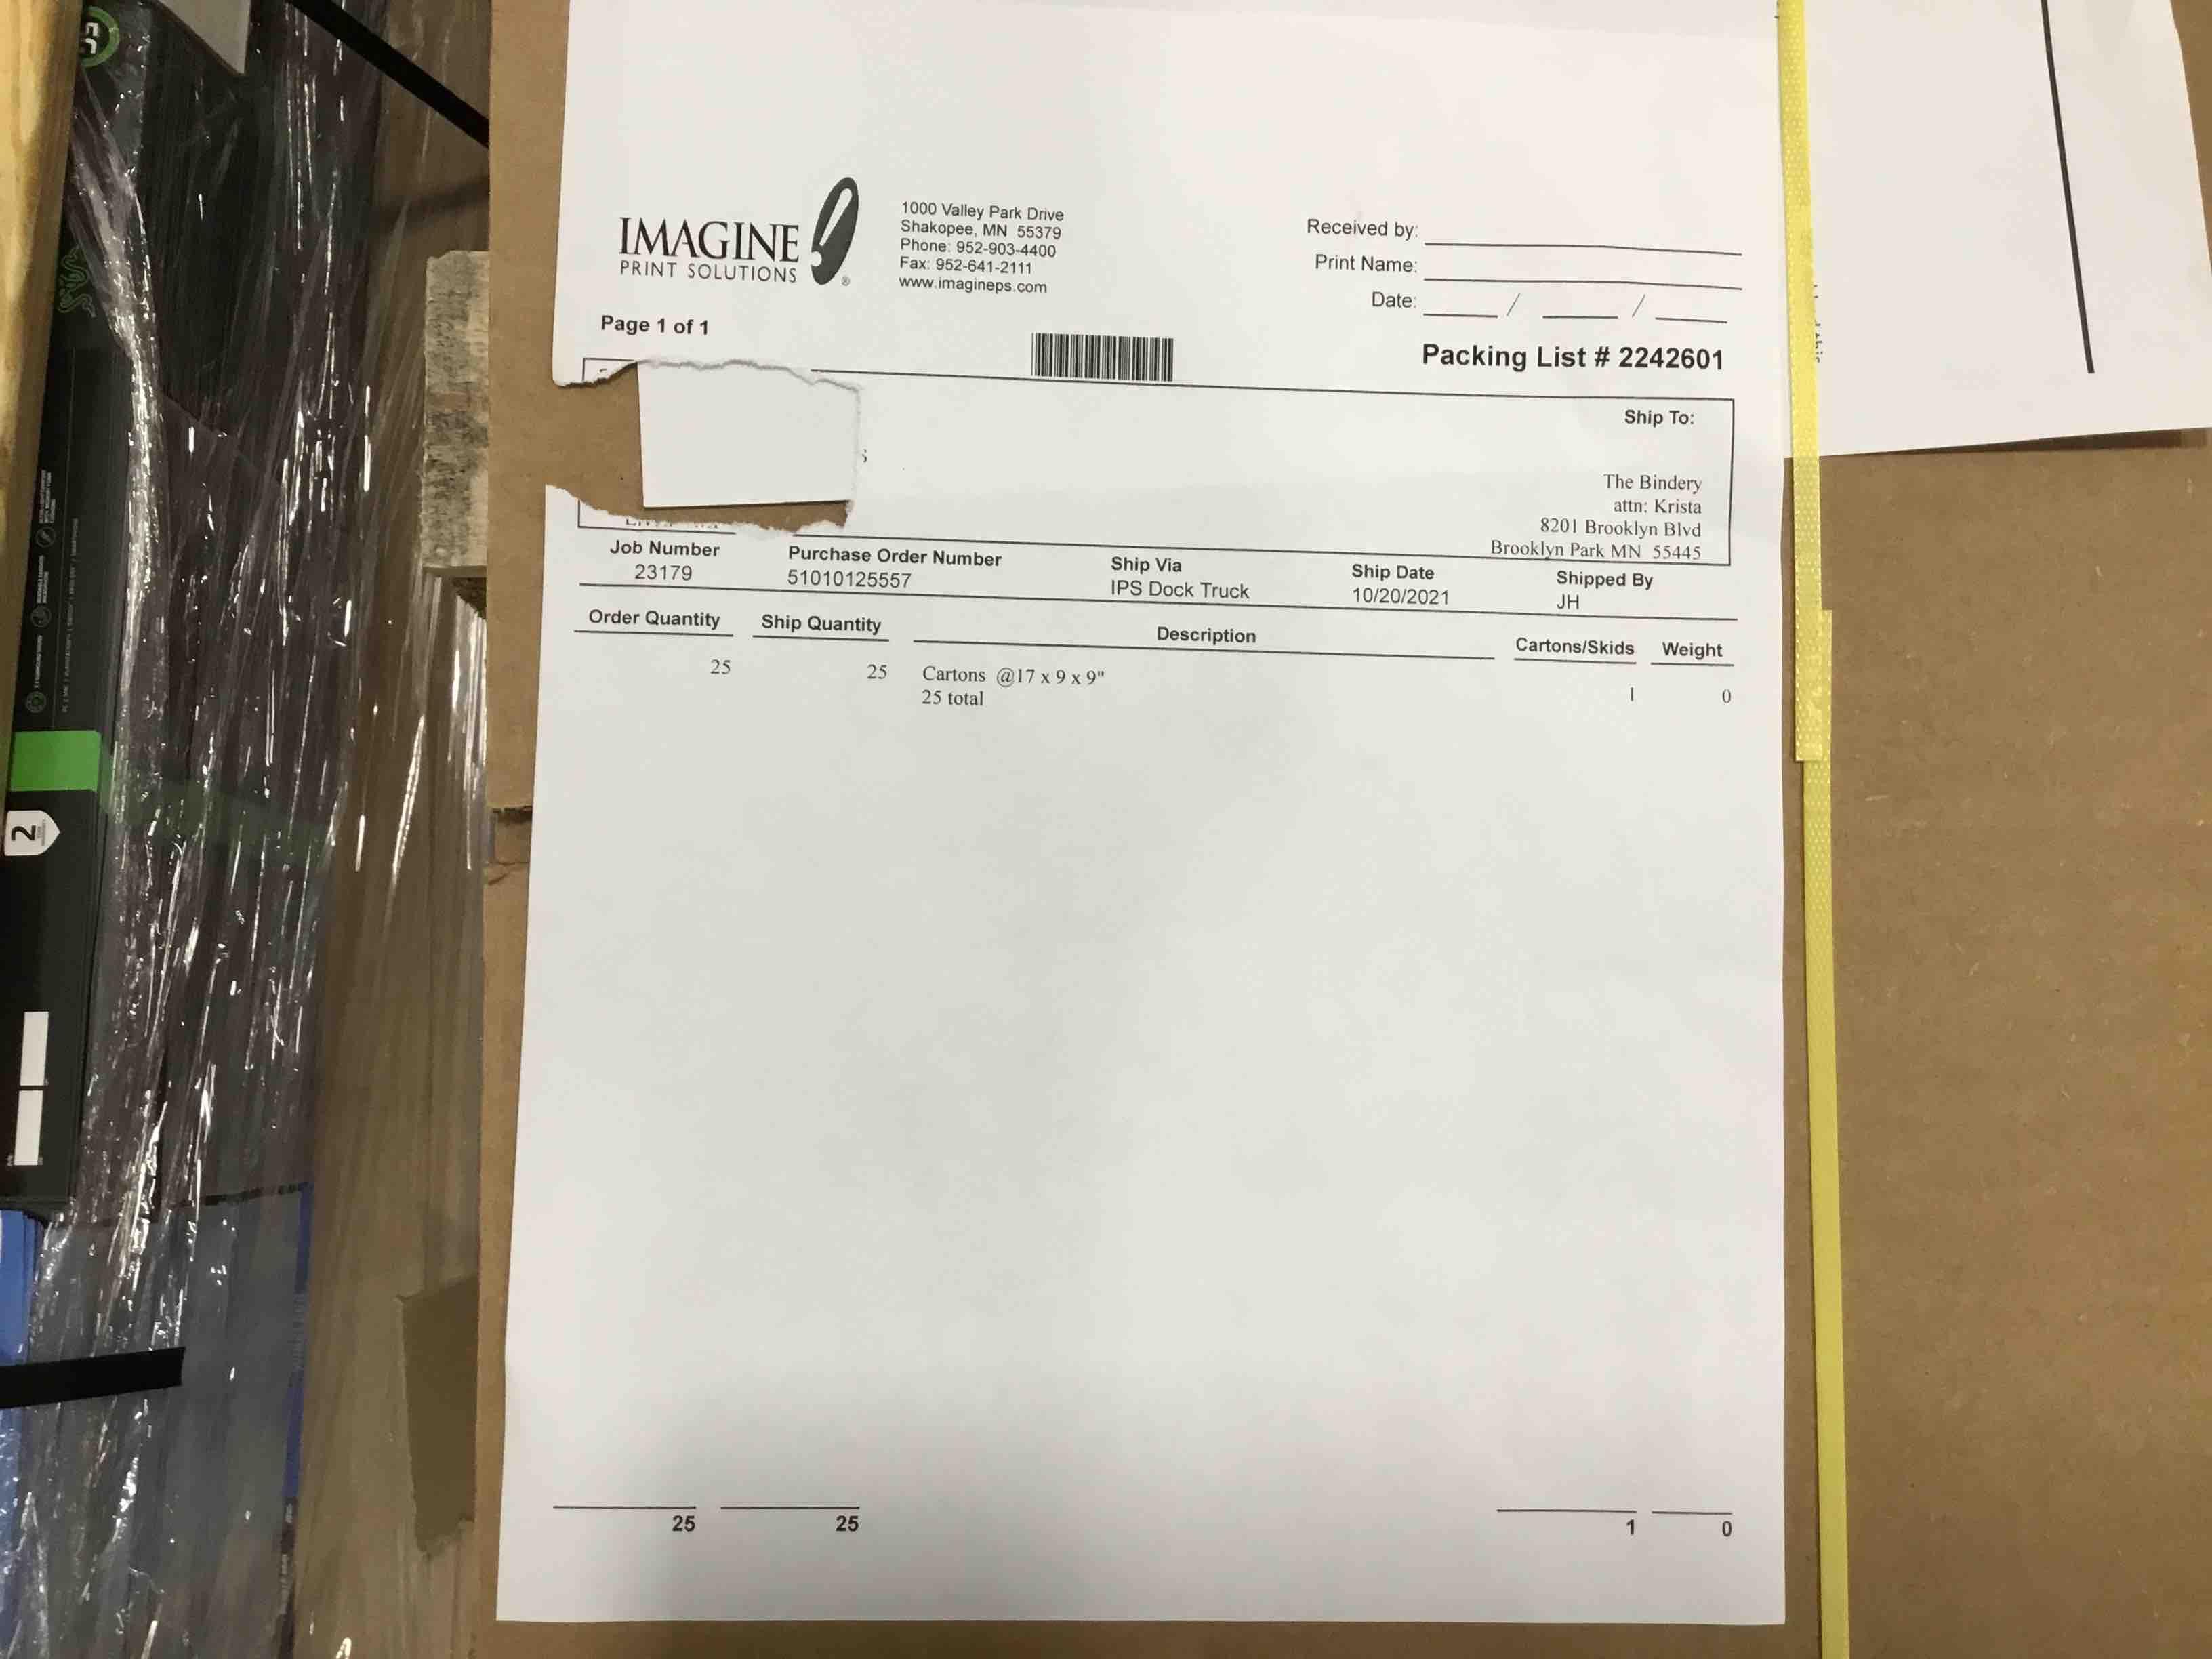 IMAGINE
PRINT SOLUTIONS
®
1000 Valley Park Drive
Shakopee, MN 55379
Phone: 952-903-4400
Fax: 952-641-2111
www.imagineps.com
Received by:
Print Name:
Date: / /
Page 1 of 1
Packing List # 2242601
Ship To:
The Bindery
attn: Krista
8201 Brooklyn Blvd
Brooklyn Park MN 55445
Job Number Purchase Order Number Ship Via Ship Date Shipped By
23179 51010125557 IPS Dock Truck 10/20/2021 JH
Order Quantity Ship Quantity Description Cartons/Skids Weight
25 25 Cartons @17 x 9 x 9" 1 0
25 total
25 25 1 0
2